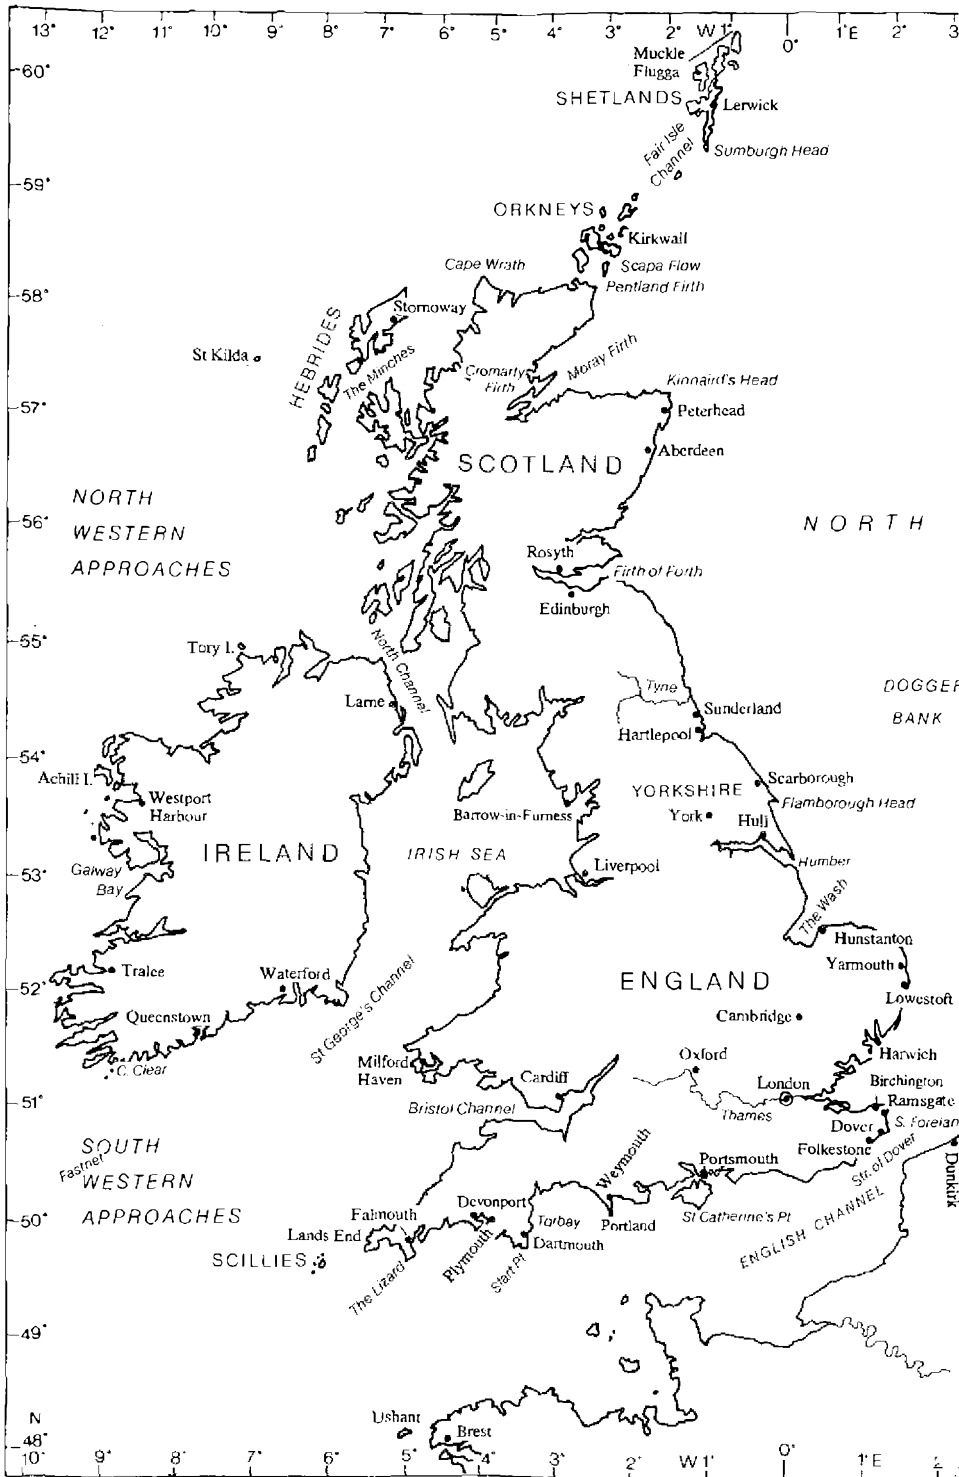 13° 12° 11° 10° 9° 8° 7° 6° 5° 4° 3° 2° W 1° 0° 1°E 2° 3
Muckle
Flugga
60°
SHETLANDS
Lerwick
Fair Isle
Channel
Sumburgh Head
59°
ORKNEYS
Kirkwall
Cape Wrath
Scapa Flow
Pentland Firth
58°
Stornoway
HEBRIDES
St Kilda
The Minches
Cromarty
Firth
Moray Firth
Kinnaird's Head
57°
Peterhead
Aberdeen
SCOTLAND
NORTH
WESTERN
APPROACHES
56°
NORTH
Rosyth
Firth of Forth
Edinburgh
55°
Tory I.
North Channel
Larne
Tyne
Sunderland
Hartlepool
DOGGER
BANK
54°
Achill I.
Westport
Harbour
Scarborough
YORKSHIRE
Flamborough Head
Barrow-in-Furness
York
Hull
IRELAND
IRISH SEA
Humber
Galway
Bay
53°
Liverpool
The Wash
Hunstanton
Yarmouth
Tralee
Waterford
52°
St George's Channel
ENGLAND
Lowestoft
Queenstown
Cambridge
C. Clear
Milford
Haven
Cardiff
Oxford
Harwich
London
Birchington
51°
Bristol Channel
Thames
Ramsgate
Dover
S. Forelan
Folkestone
Str. of Dover
Dunkirk
SOUTH
Fastnet
WESTERN
APPROACHES
Weymouth
Portsmouth
Devonport
Falmouth
50°
Lands End
Plymouth
Torbay
Dartmouth
Portland
St Catherine's Pt
ENGLISH CHANNEL
SCILLIES
The Lizard
Start Pt
49°
Ushant
Brest
N
48°
10° 9° 8° 7° 6° 5° 4° 3° 2° W 1° 0° 1°E 2°